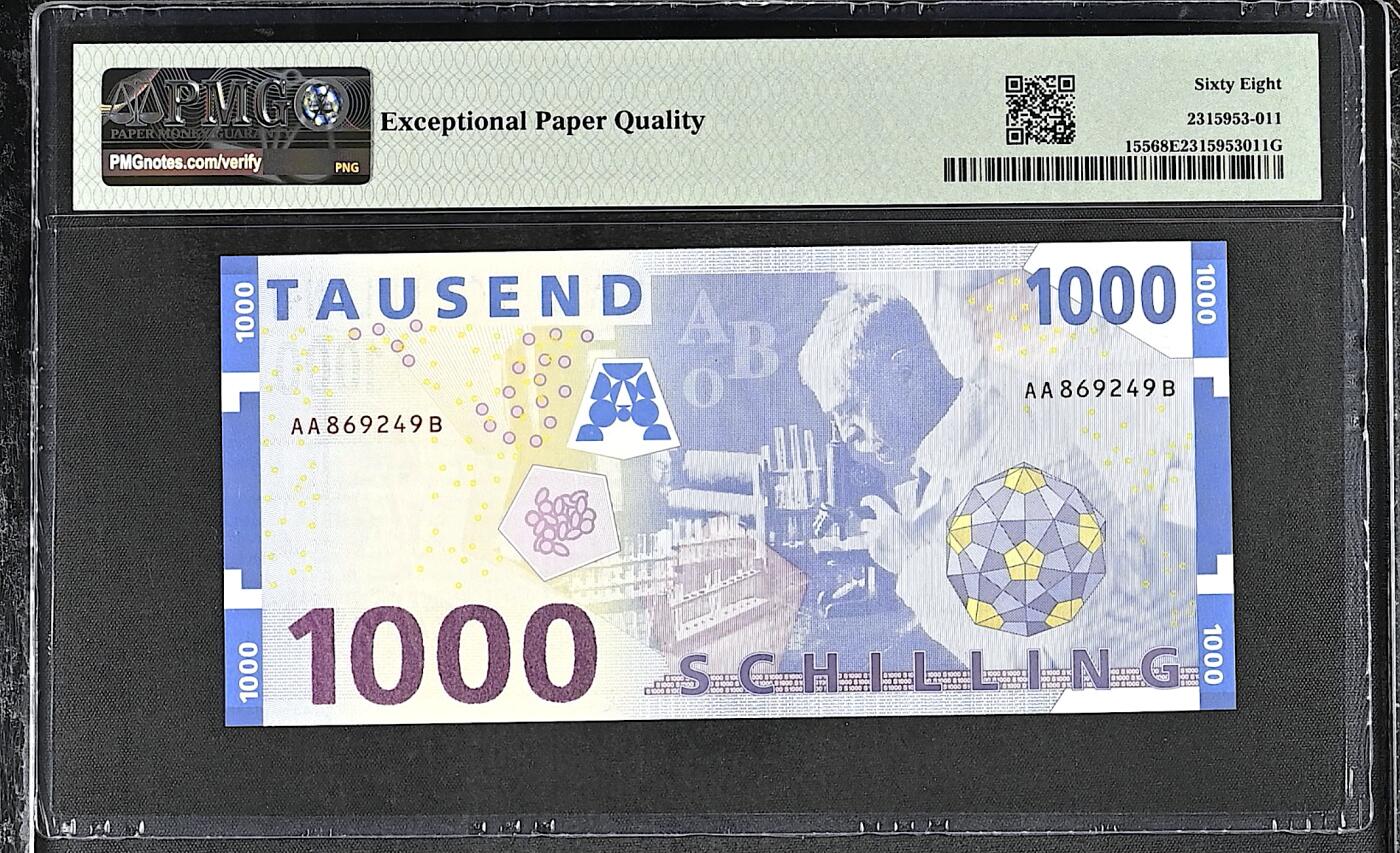 PMG
PAPER MONEY GUARANTY
PMGnotes.com/verify
PNG
Exceptional Paper Quality
Sixty Eight
2315953-011
15568E2315953011G
1000
TAUSEND
1000
1000
A
B
O
AA869249B
AA869249B
1000
1000
SCHILLING
1000